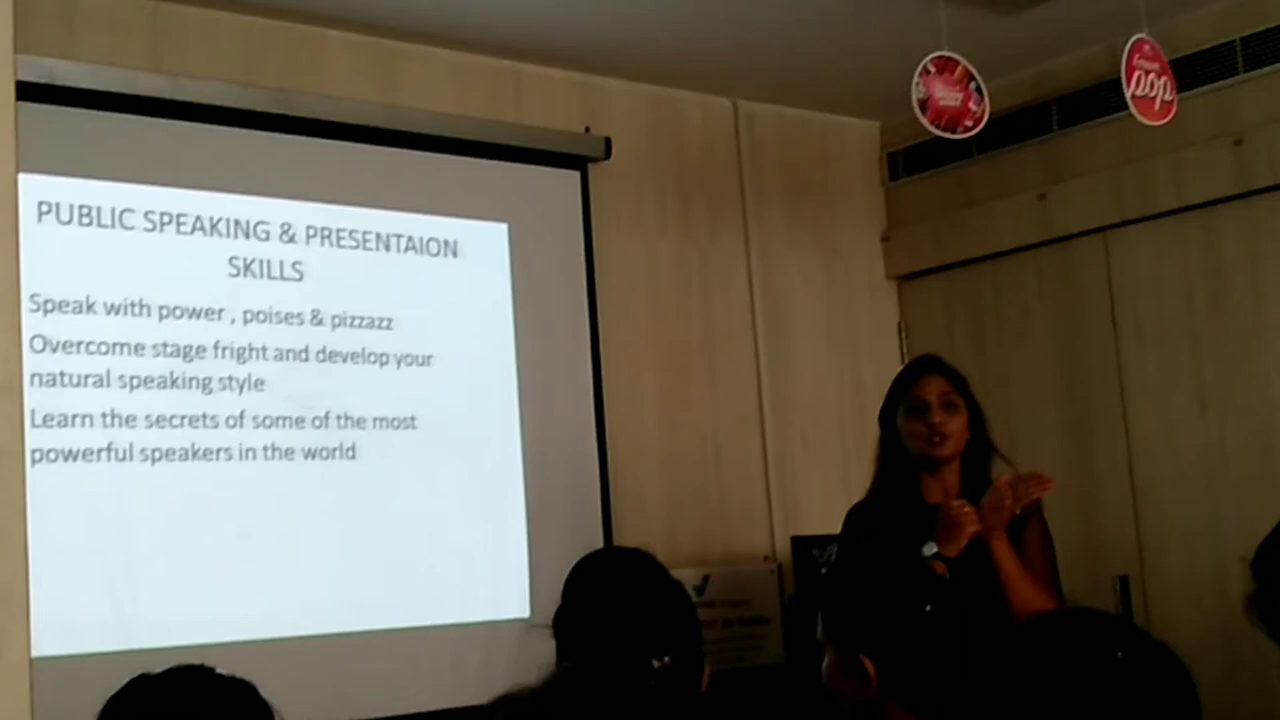 PUBLIC SPEAKING & PRESENTAION
SKILLS
Speak with power , poises & pizzazz
Overcome stage fright and develop your
natural speaking style
Learn the secrets of some of the most
powerful speakers in the world
pop